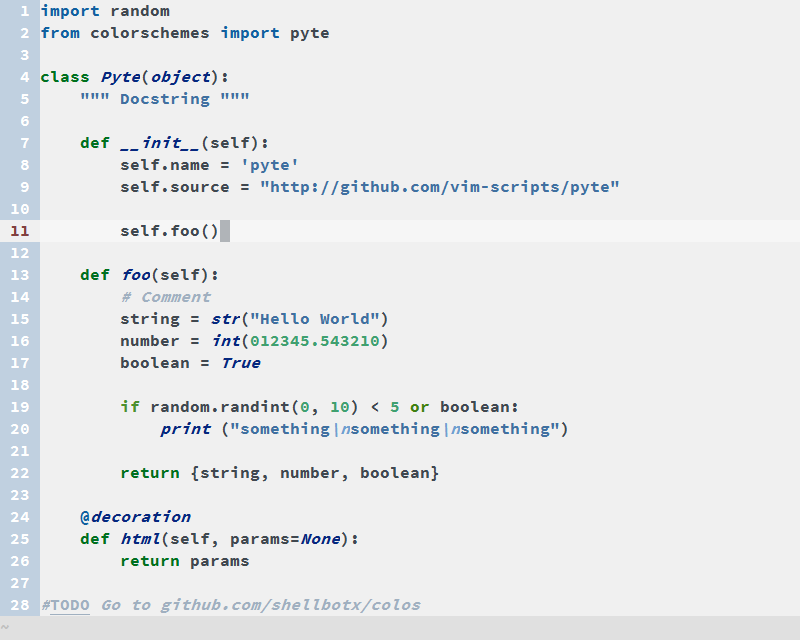 1 import random
2 from colorschemes import pyte
3
4 class Pyte(object):
5     """ Docstring """
6
7     def __init__(self):
8         self.name = 'pyte'
9         self.source = "http://github.com/vim-scripts/pyte"
10
11         self.foo()
12
13     def foo(self):
14         # Comment
15         string = str("Hello World")
16         number = int(012345.543210)
17         boolean = True
18
19         if random.randint(0, 10) < 5 or boolean:
20             print ("something\nsomething\nsomething")
21
22         return {string, number, boolean}
23
24     @decoration
25     def html(self, params=None):
26         return params
27
28 #TODO Go to github.com/shellbotx/colos
~